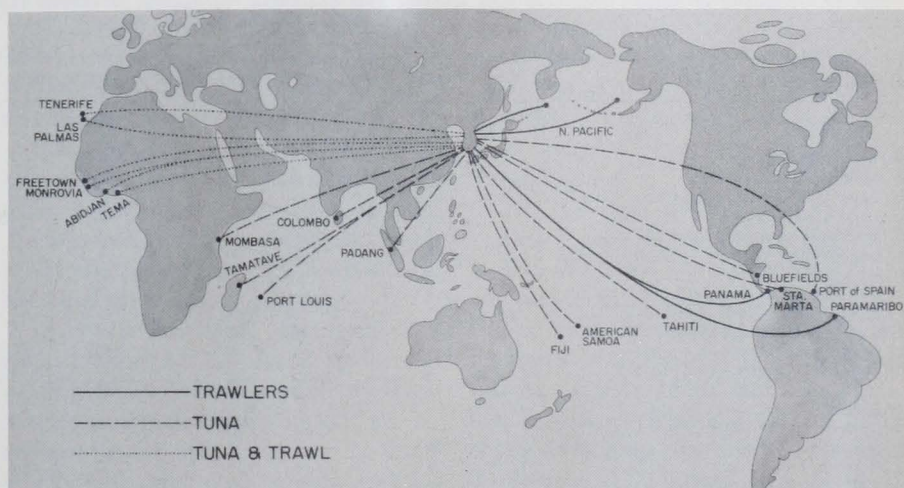 TENERIFE
LAS
PALMAS
FREETOWN
MONROVIA
ABIDJAN
TEMA
MOMBASA
TAMATAVE
PORT LOUIS
COLOMBO
PADANG
N. PACIFIC
FIJI
AMERICAN
SAMOA
TAHITI
PANAMA
BLUEFIELDS
STA.
MARTA
PORT of SPAIN
PARAMARIBO
TRAWLERS
TUNA
TUNA & TRAWL